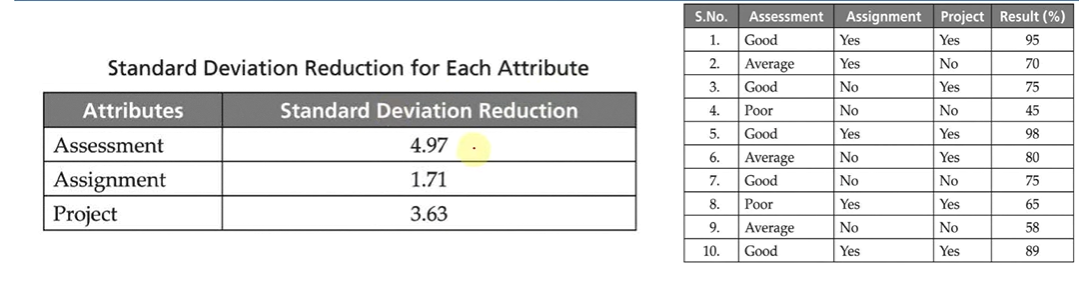 Standard Deviation Reduction for Each Attribute
Attributes Standard Deviation Reduction
Assessment 4.97
Assignment 1.71
Project 3.63
S.No. Assessment Assignment Project Result (%)
1. Good Yes Yes 95
2. Average Yes No 70
3. Good No Yes 75
4. Poor No No 45
5. Good Yes Yes 98
6. Average No Yes 80
7. Good No No 75
8. Poor Yes Yes 65
9. Average No No 58
10. Good Yes Yes 89